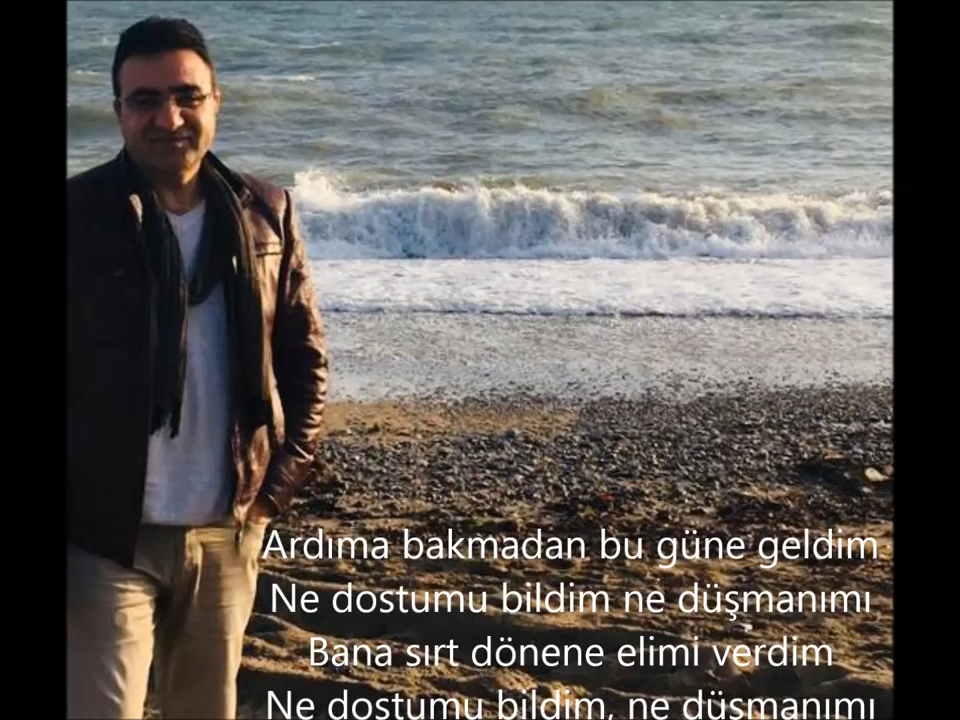 Ardıma bakmadan bu güne geldim
Ne dostumu bildim ne düşmanımı
Bana sırt dönene elimi verdim
Ne dostumu bildim, ne düşmanımı